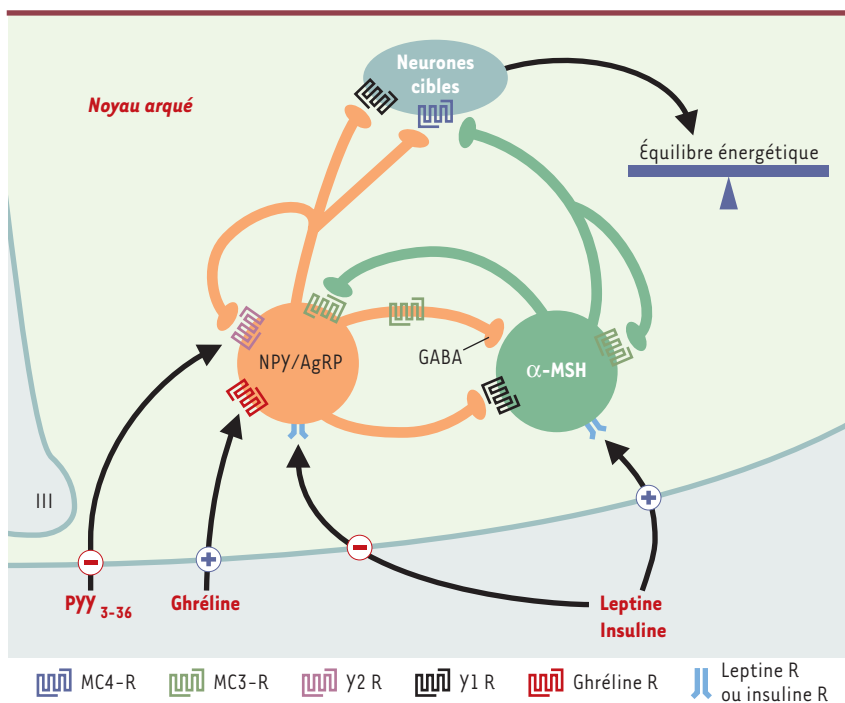 Neurones
cibles
Noyau arqué
Équilibre énergétique
GABA
NPY/AgRP
α-MSH
III
+
PYY 3-36
Ghréline
Leptine
Insuline
MC4-R
MC3-R
Y2 R
Y1 R
Ghréline R
Leptine R
ou insuline R